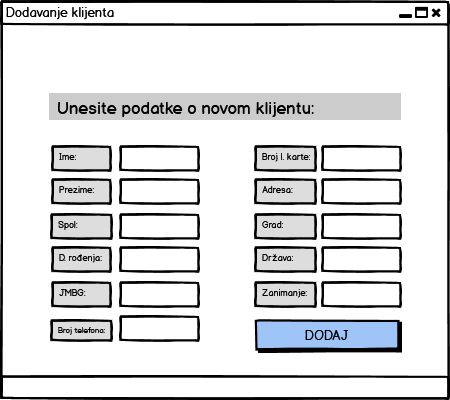 Dodavanje klijenta
Unesite podatke o novom klijentu:
Ime:
Prezime:
Spol:
D. rođenja:
JMBG:
Broj telefona:
Broj l. karte:
Adresa:
Grad:
Država:
Zanimanje:
DODAJ